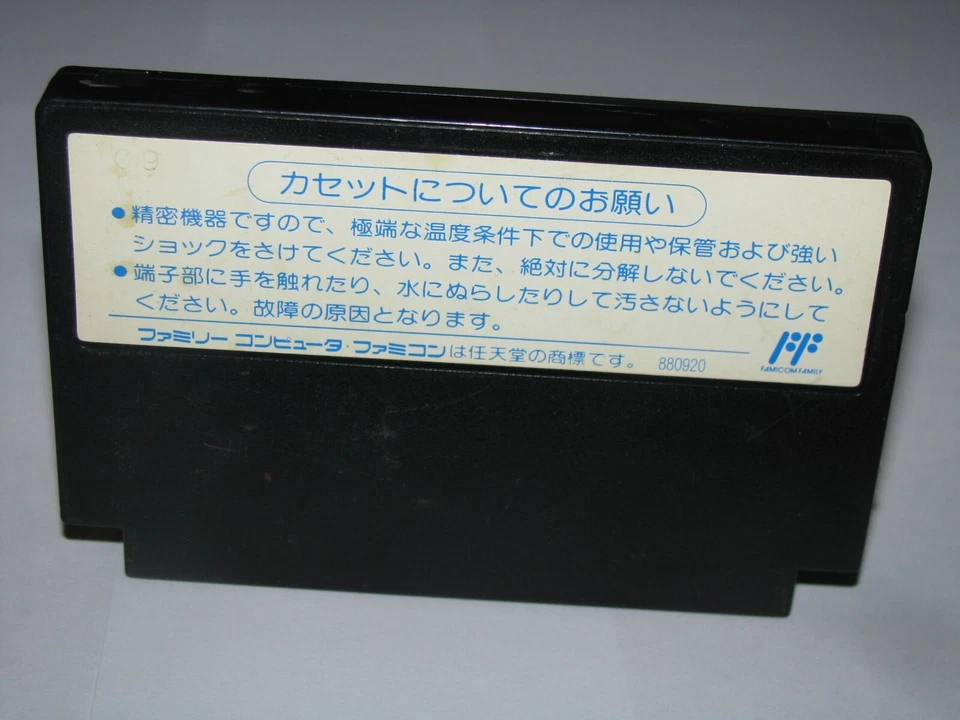 09
カセットについてのお願い
●精密機器ですので、極端な温度条件下での使用や保管および強い
ショックをさけてください。また、絶対に分解しないでください。
●端子部に手を触れたり、水にぬらしたりして汚さないようにして
ください。故障の原因となります。
ファミリー コンピュータ・ファミコンは任天堂の商標です。 880920
FF
FAMICOM FAMILY